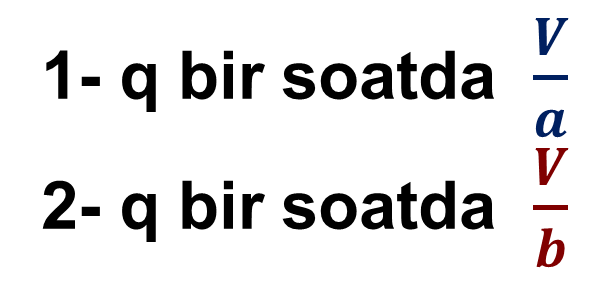 1- q bir soatda V/a
2- q bir soatda V/b